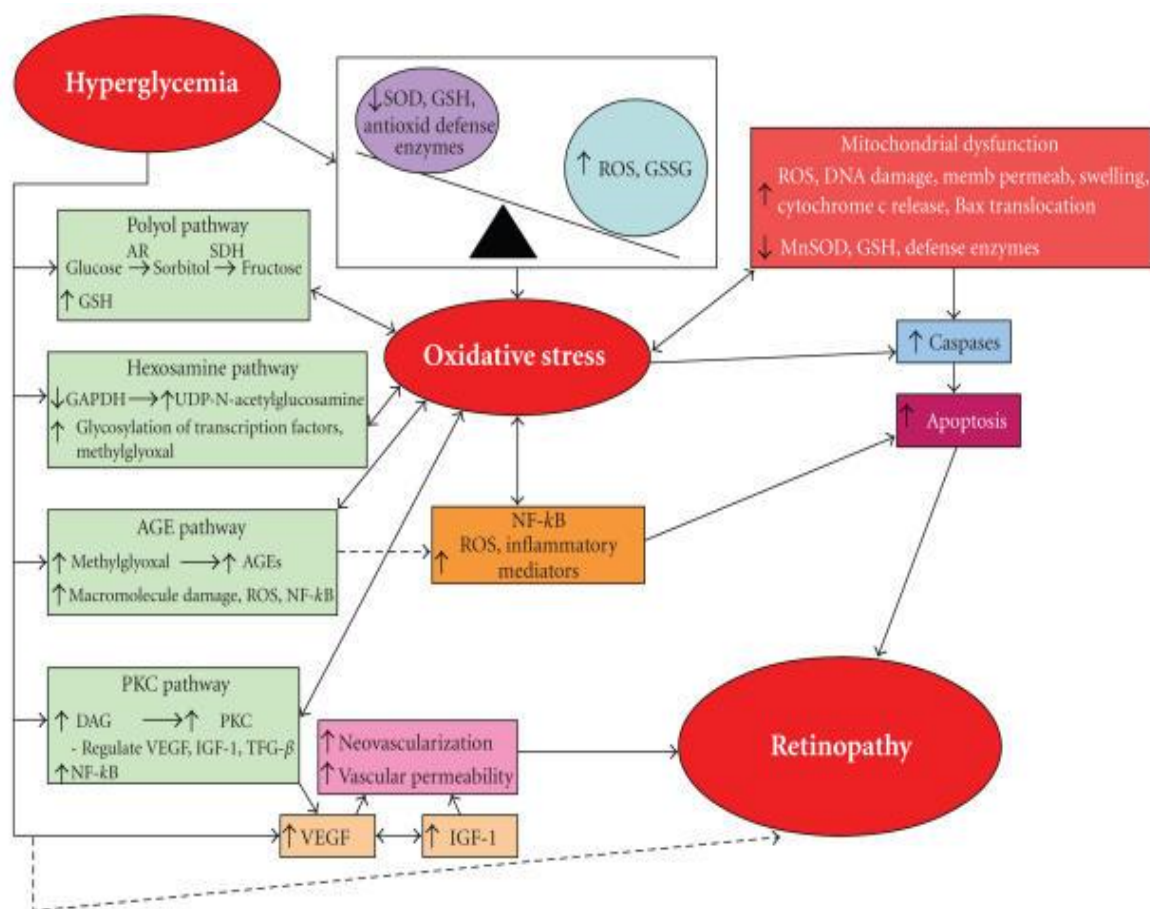 Hyperglycemia
↓SOD, GSH,
antioxid defense
enzymes
↑ ROS, GSSG
Mitochondrial dysfunction
↑ ROS, DNA damage, memb permeab, swelling,
cytochrome c release, Bax translocation
↓ MnSOD, GSH, defense enzymes
Polyol pathway
AR SDH
Glucose → Sorbitol → Fructose
↑ GSH
Oxidative stress
↑ Caspases
Hexosamine pathway
↓GAPDH → ↑UDP-N-acetylglucosamine
↑ Glycosylation of transcription factors,
methylglyoxal
↑ Apoptosis
AGE pathway
↑ Methylglyoxal → ↑ AGEs
↑ Macromolecule damage, ROS, NF-kB
NF-kB
↑ ROS, inflammatory
mediators
PKC pathway
↑ DAG → ↑ PKC
- Regulate VEGF, IGF-1, TFG-β
↑NF-kB
↑ Neovascularization
↑ Vascular permeability
Retinopathy
↑ VEGF
↑ IGF-1